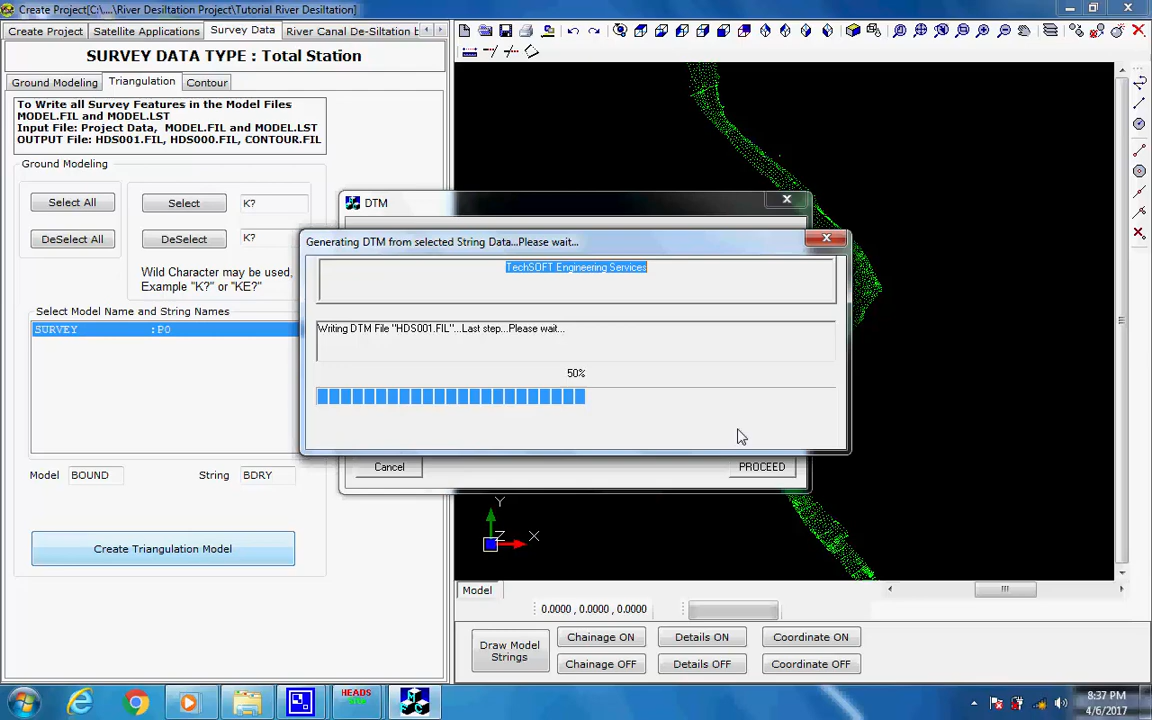 Create Project[C:\...\River Desiltation Project\Tutorial River Desiltation]
Create Project
Satellite Applications
Survey Data
River Canal De-Siltation
SURVEY DATA TYPE : Total Station
Ground Modeling
Triangulation
Contour
To Write all Survey Features in the Model Files
MODEL.FIL and MODEL.LST
Input File: Project Data, MODEL.FIL and MODEL.LST
OUTPUT File: HDS001.FIL, HDS000.FIL, CONTOUR.FIL
Ground Modeling
Select All
Select
K?
DeSelect All
DeSelect
K?
Wild Character may be used,
Example "K?" or "KE?"
Select Model Name and String Names
SURVEY :P0
Model
BOUND
String
BDRY
Create Triangulation Model
DTM
Generating DTM from selected String Data...Please wait...
TechSOFT Engineering Services
Writing DTM File "HDS001.FIL"...Last step...Please wait...
50%
Cancel
PROCEED
Y
Z
X
Model
0.0000 , 0.0000 , 0.0000
Draw Model
Strings
Chainage ON
Details ON
Coordinate ON
Chainage OFF
Details OFF
Coordinate OFF
HEADS
8:37 PM
4/6/2017